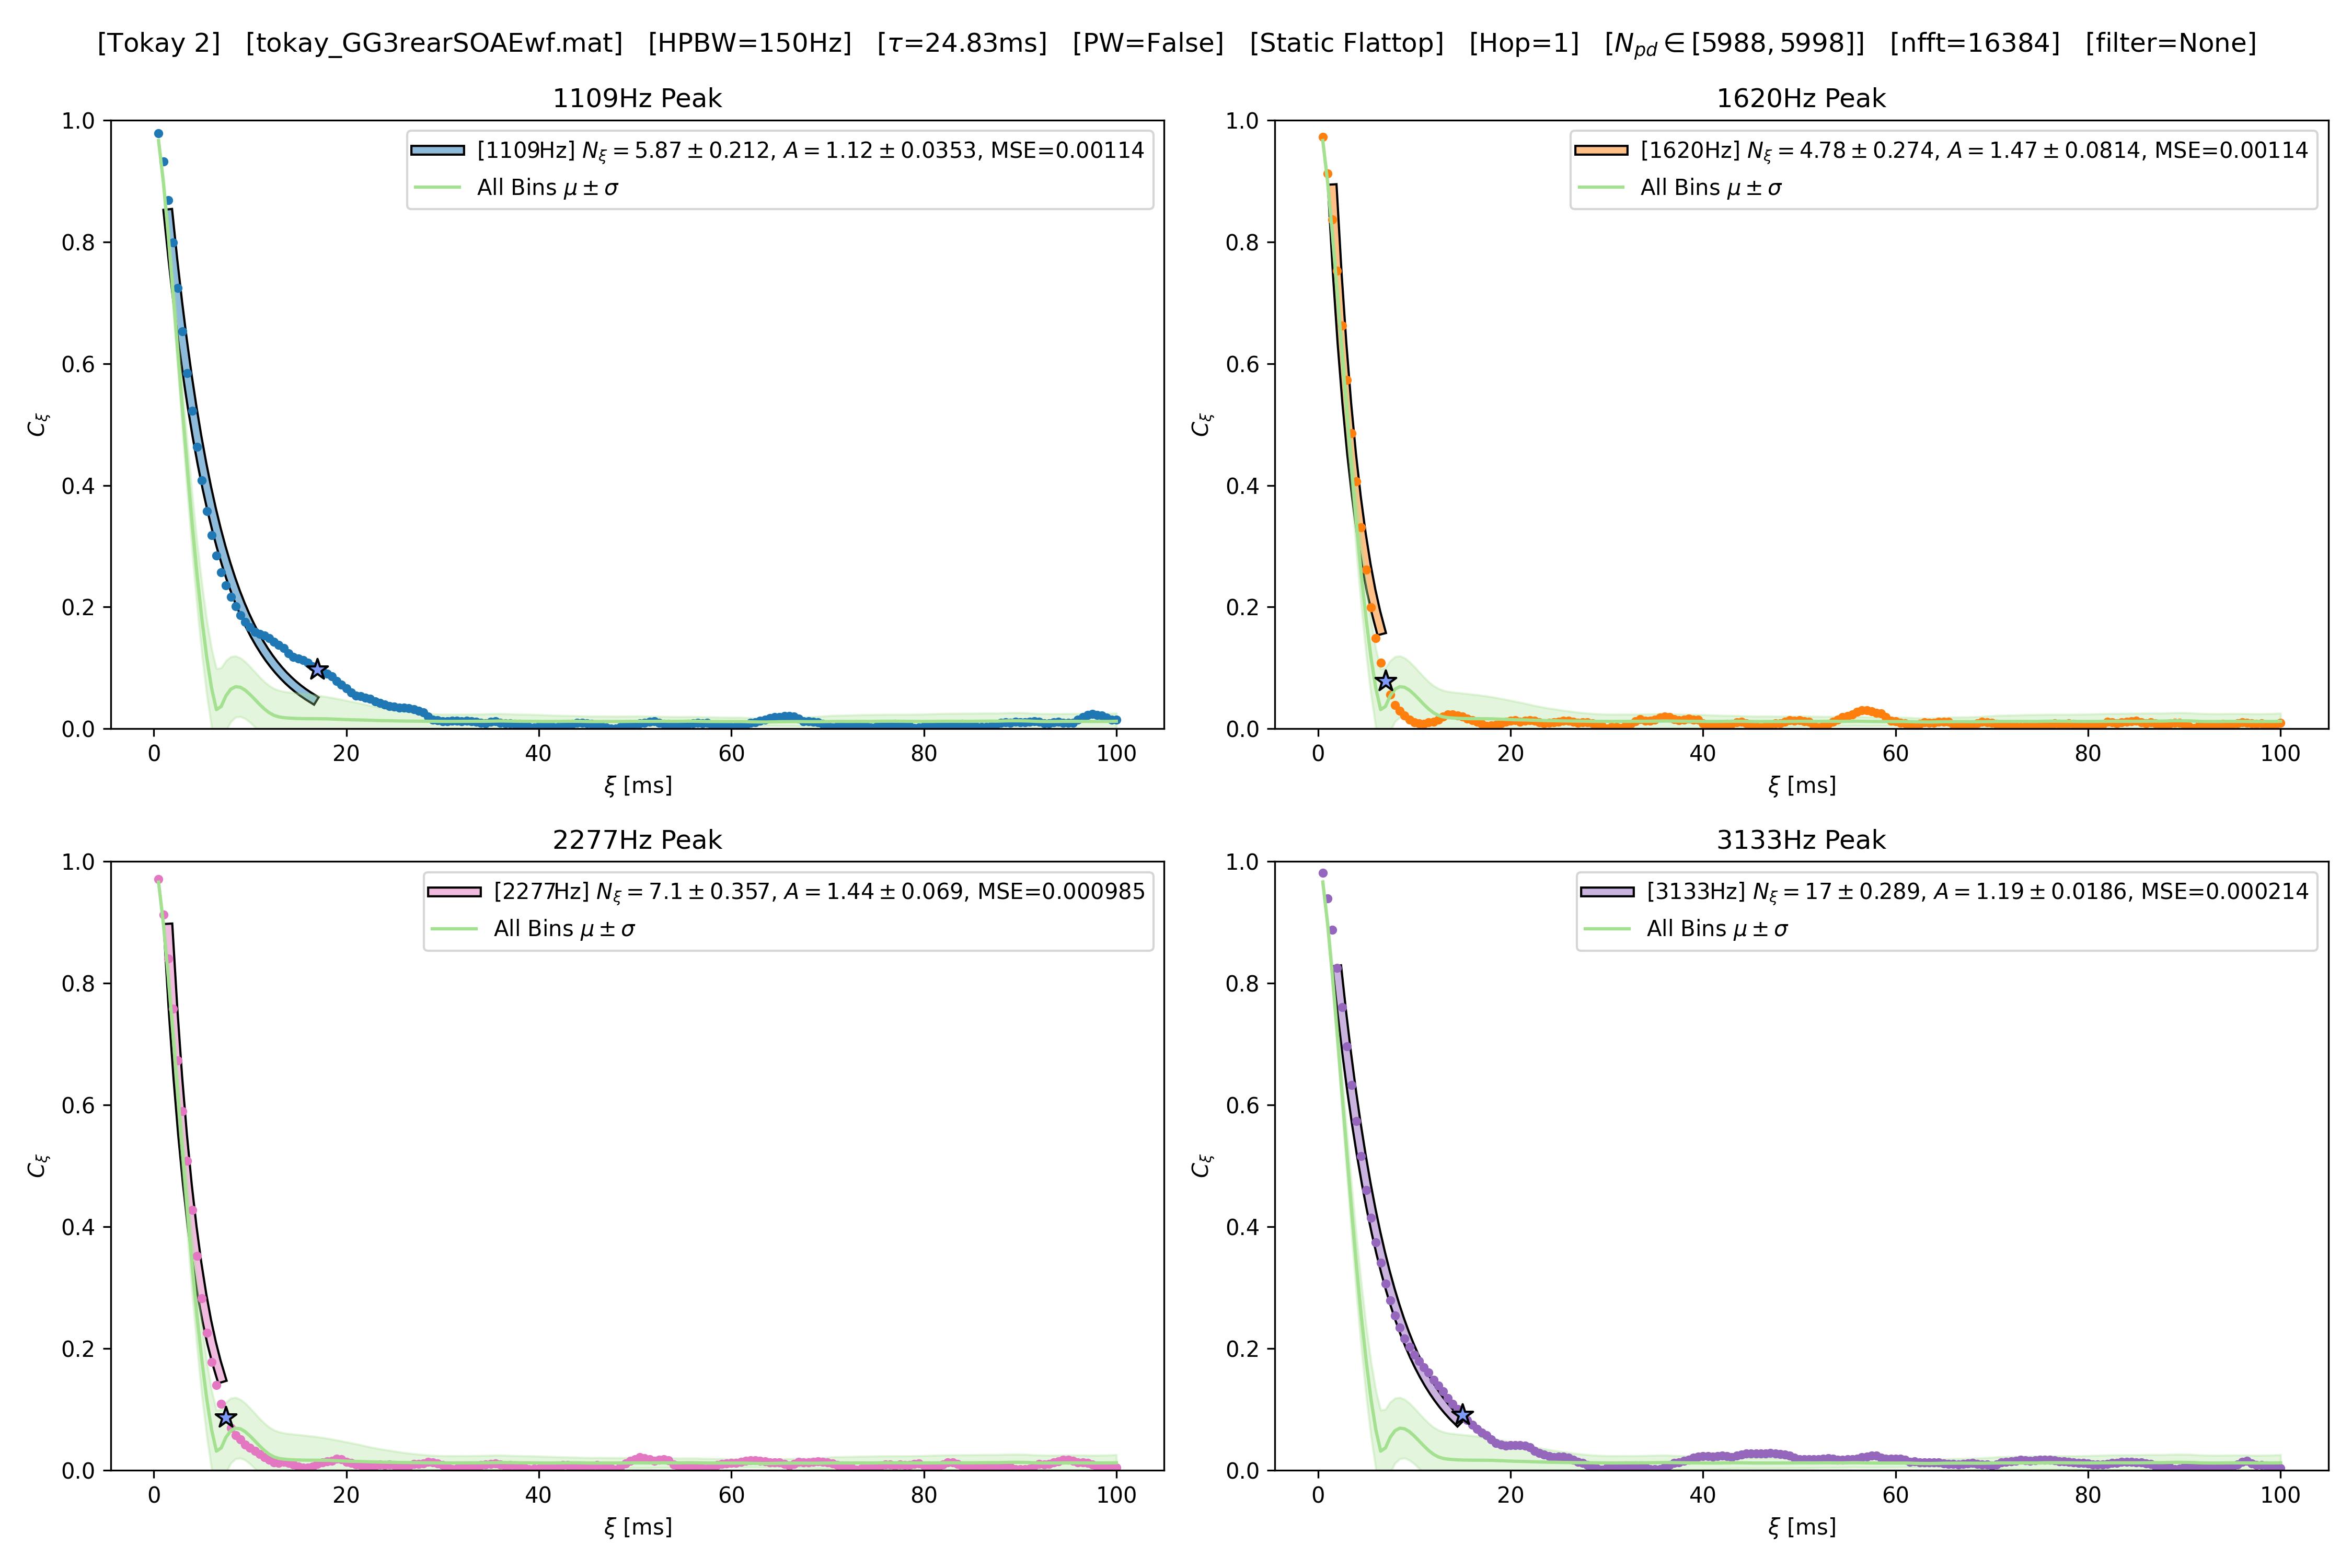 [Tokay 2] [tokay_GG3rearSOAEwf.mat] [HPBW=150Hz] [τ=24.83ms] [PW=False] [Static Flattop] [Hop=1] [N_pd ∈ [5988, 5998]] [nfft=16384] [filter=None]
1109Hz Peak
[1109Hz] N_ξ = 5.87 ± 0.212, A = 1.12 ± 0.0353, MSE=0.00114
All Bins μ ± σ
1.0
0.8
0.6
0.4
0.2
0.0
C_ξ
0 20 40 60 80 100
ξ [ms]
1620Hz Peak
[1620Hz] N_ξ = 4.78 ± 0.274, A = 1.47 ± 0.0814, MSE=0.00114
All Bins μ ± σ
1.0
0.8
0.6
0.4
0.2
0.0
C_ξ
0 20 40 60 80 100
ξ [ms]
2277Hz Peak
[2277Hz] N_ξ = 7.1 ± 0.357, A = 1.44 ± 0.069, MSE=0.000985
All Bins μ ± σ
1.0
0.8
0.6
0.4
0.2
0.0
C_ξ
0 20 40 60 80 100
ξ [ms]
3133Hz Peak
[3133Hz] N_ξ = 17 ± 0.289, A = 1.19 ± 0.0186, MSE=0.000214
All Bins μ ± σ
1.0
0.8
0.6
0.4
0.2
0.0
C_ξ
0 20 40 60 80 100
ξ [ms]